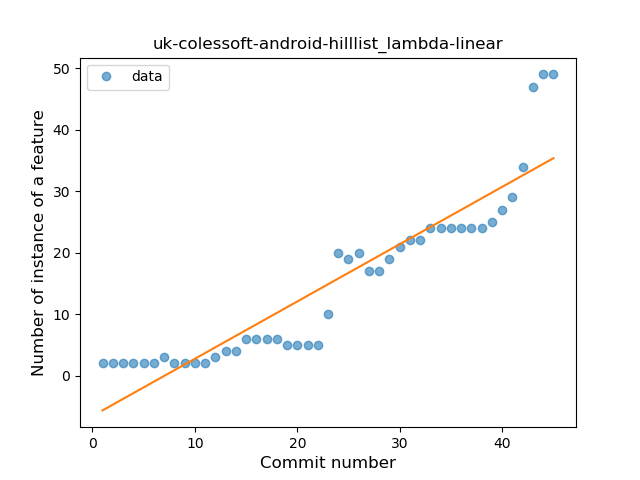 uk-colessoft-android-hilllist_lambda-linear
data
Number of instance of a feature
50
40
30
20
10
0
0 10 20 30 40
Commit number